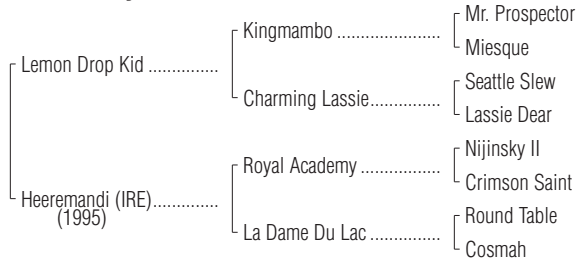 Mr. Prospector
Kingmambo ..................
Miesque
Lemon Drop Kid ...............
Seattle Slew
Charming Lassie...............
Lassie Dear
Nijinsky II
Royal Academy .................
Crimson Saint
Heeremandi (IRE)..............
(1995)
Round Table
La Dame Du Lac ...............
Cosmah